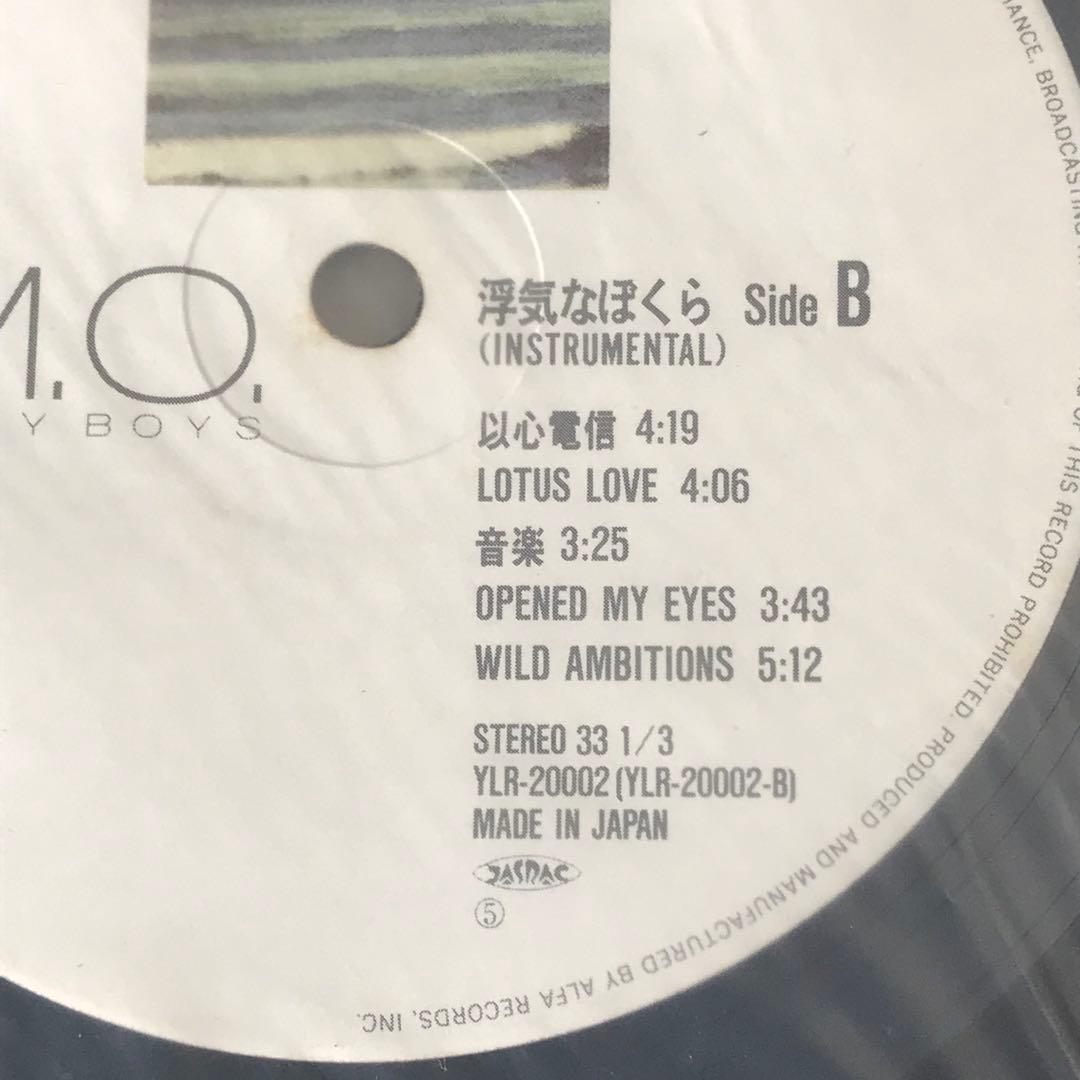 M.O.
Y BOYS
浮気なぼくら Side B
(INSTRUMENTAL)
以心電信 4:19
LOTUS LOVE 4:06
音楽 3:25
OPENED MY EYES 3:43
WILD AMBITIONS 5:12
STEREO 33 1/3
YLR-20002 (YLR-20002-B)
MADE IN JAPAN
JASRAC
⑤
BROADCASTING
OF THIS RECORD PROHIBITED. PRODUCED AND MANUFACTURED BY ALFA RECORDS, INC.